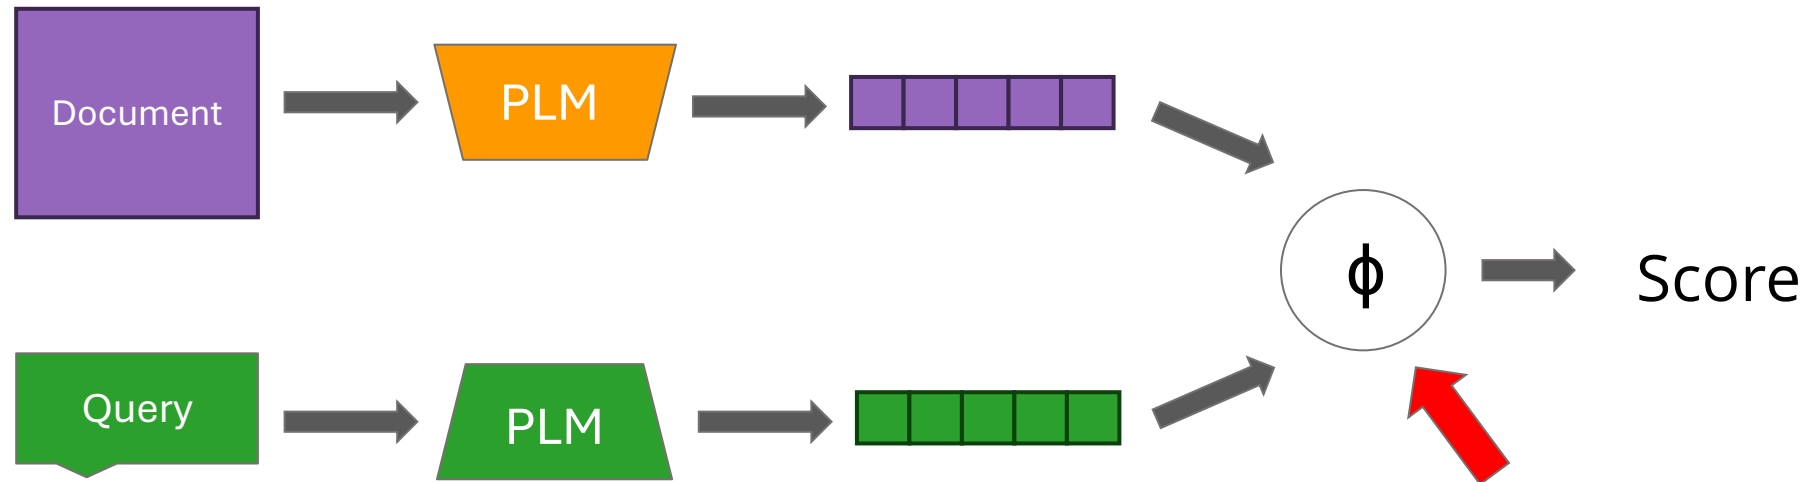 Document
PLM
ϕ
Score
Query
PLM